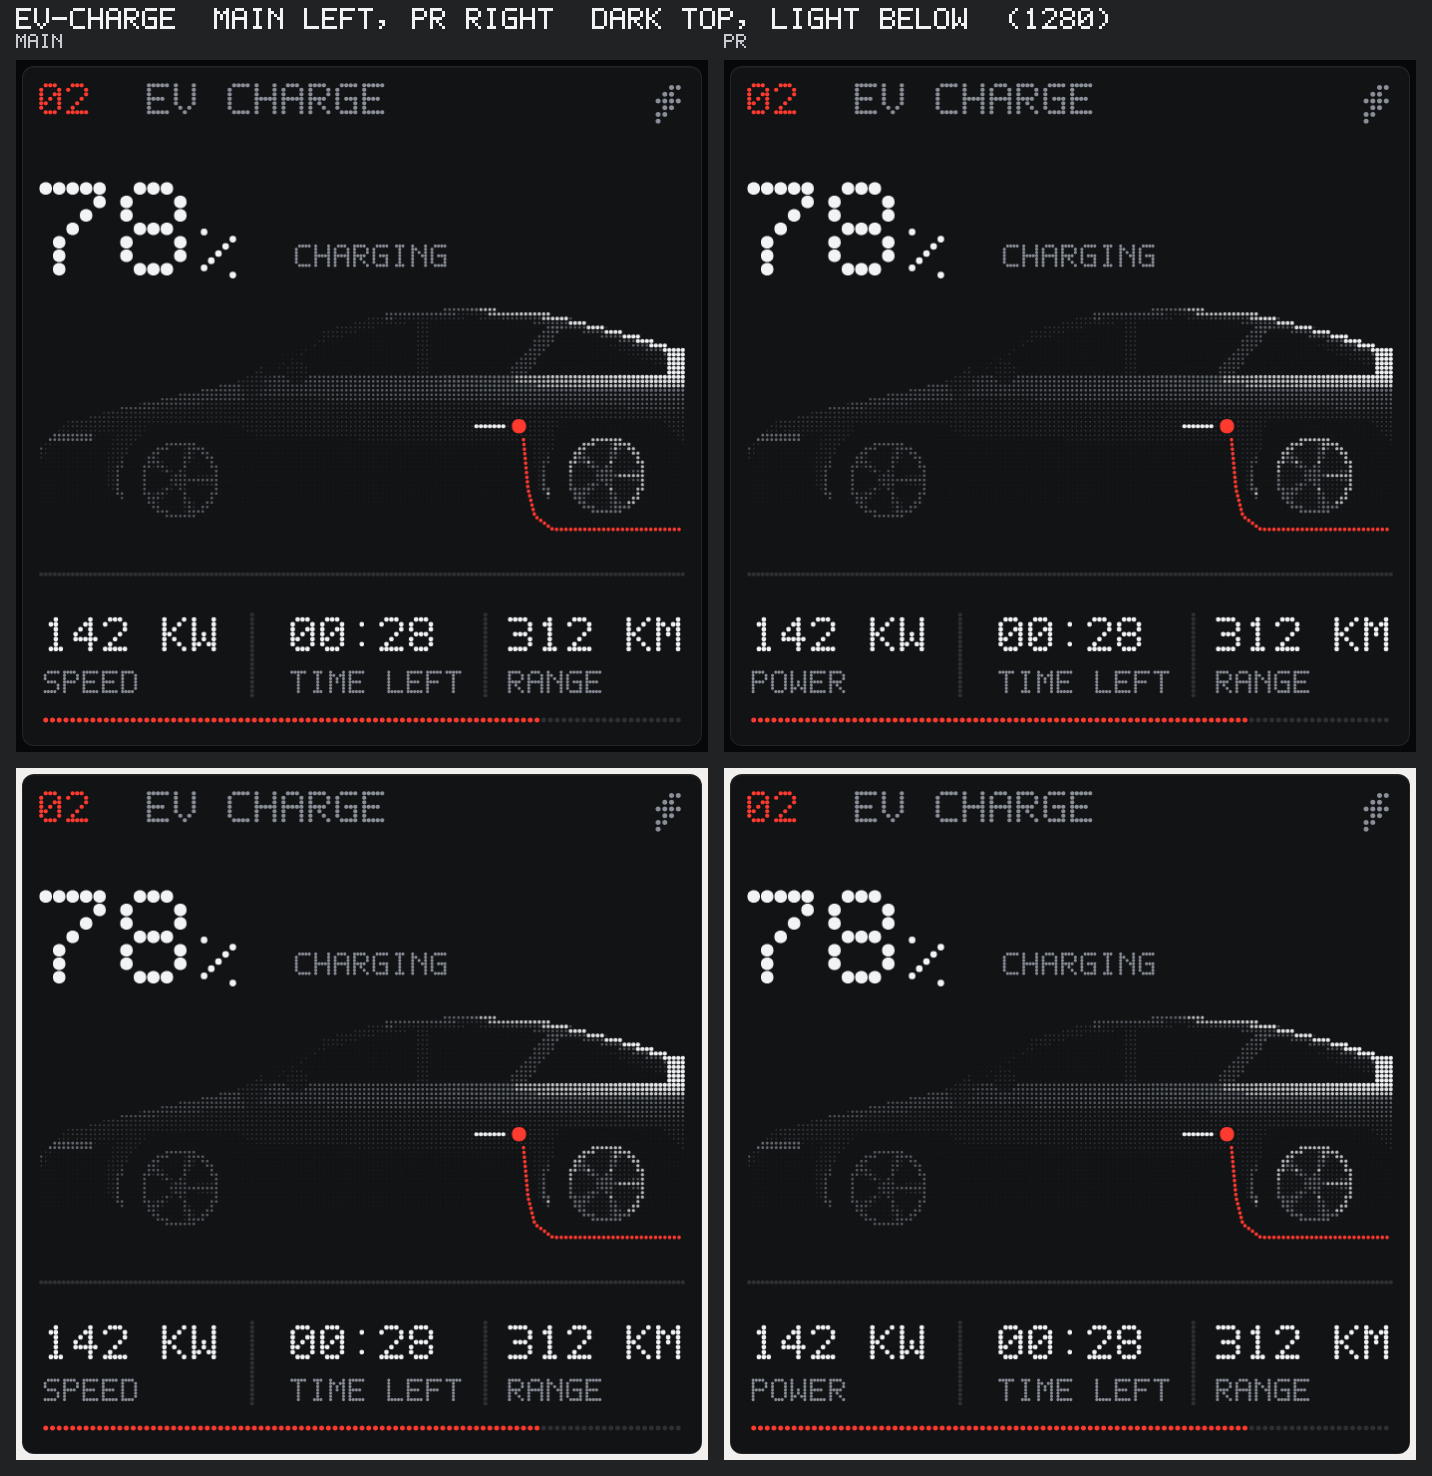 EV-CHARGE MAIN LEFT, PR RIGHT DARK TOP, LIGHT BELOW (1280)
MAIN PR
02 EV CHARGE
78%
CHARGING
142 KW 00:28 312 KM
SPEED TIME LEFT RANGE
02 EV CHARGE
78%
CHARGING
142 KW 00:28 312 KM
POWER TIME LEFT RANGE
02 EV CHARGE
78%
CHARGING
142 KW 00:28 312 KM
SPEED TIME LEFT RANGE
02 EV CHARGE
78%
CHARGING
142 KW 00:28 312 KM
POWER TIME LEFT RANGE